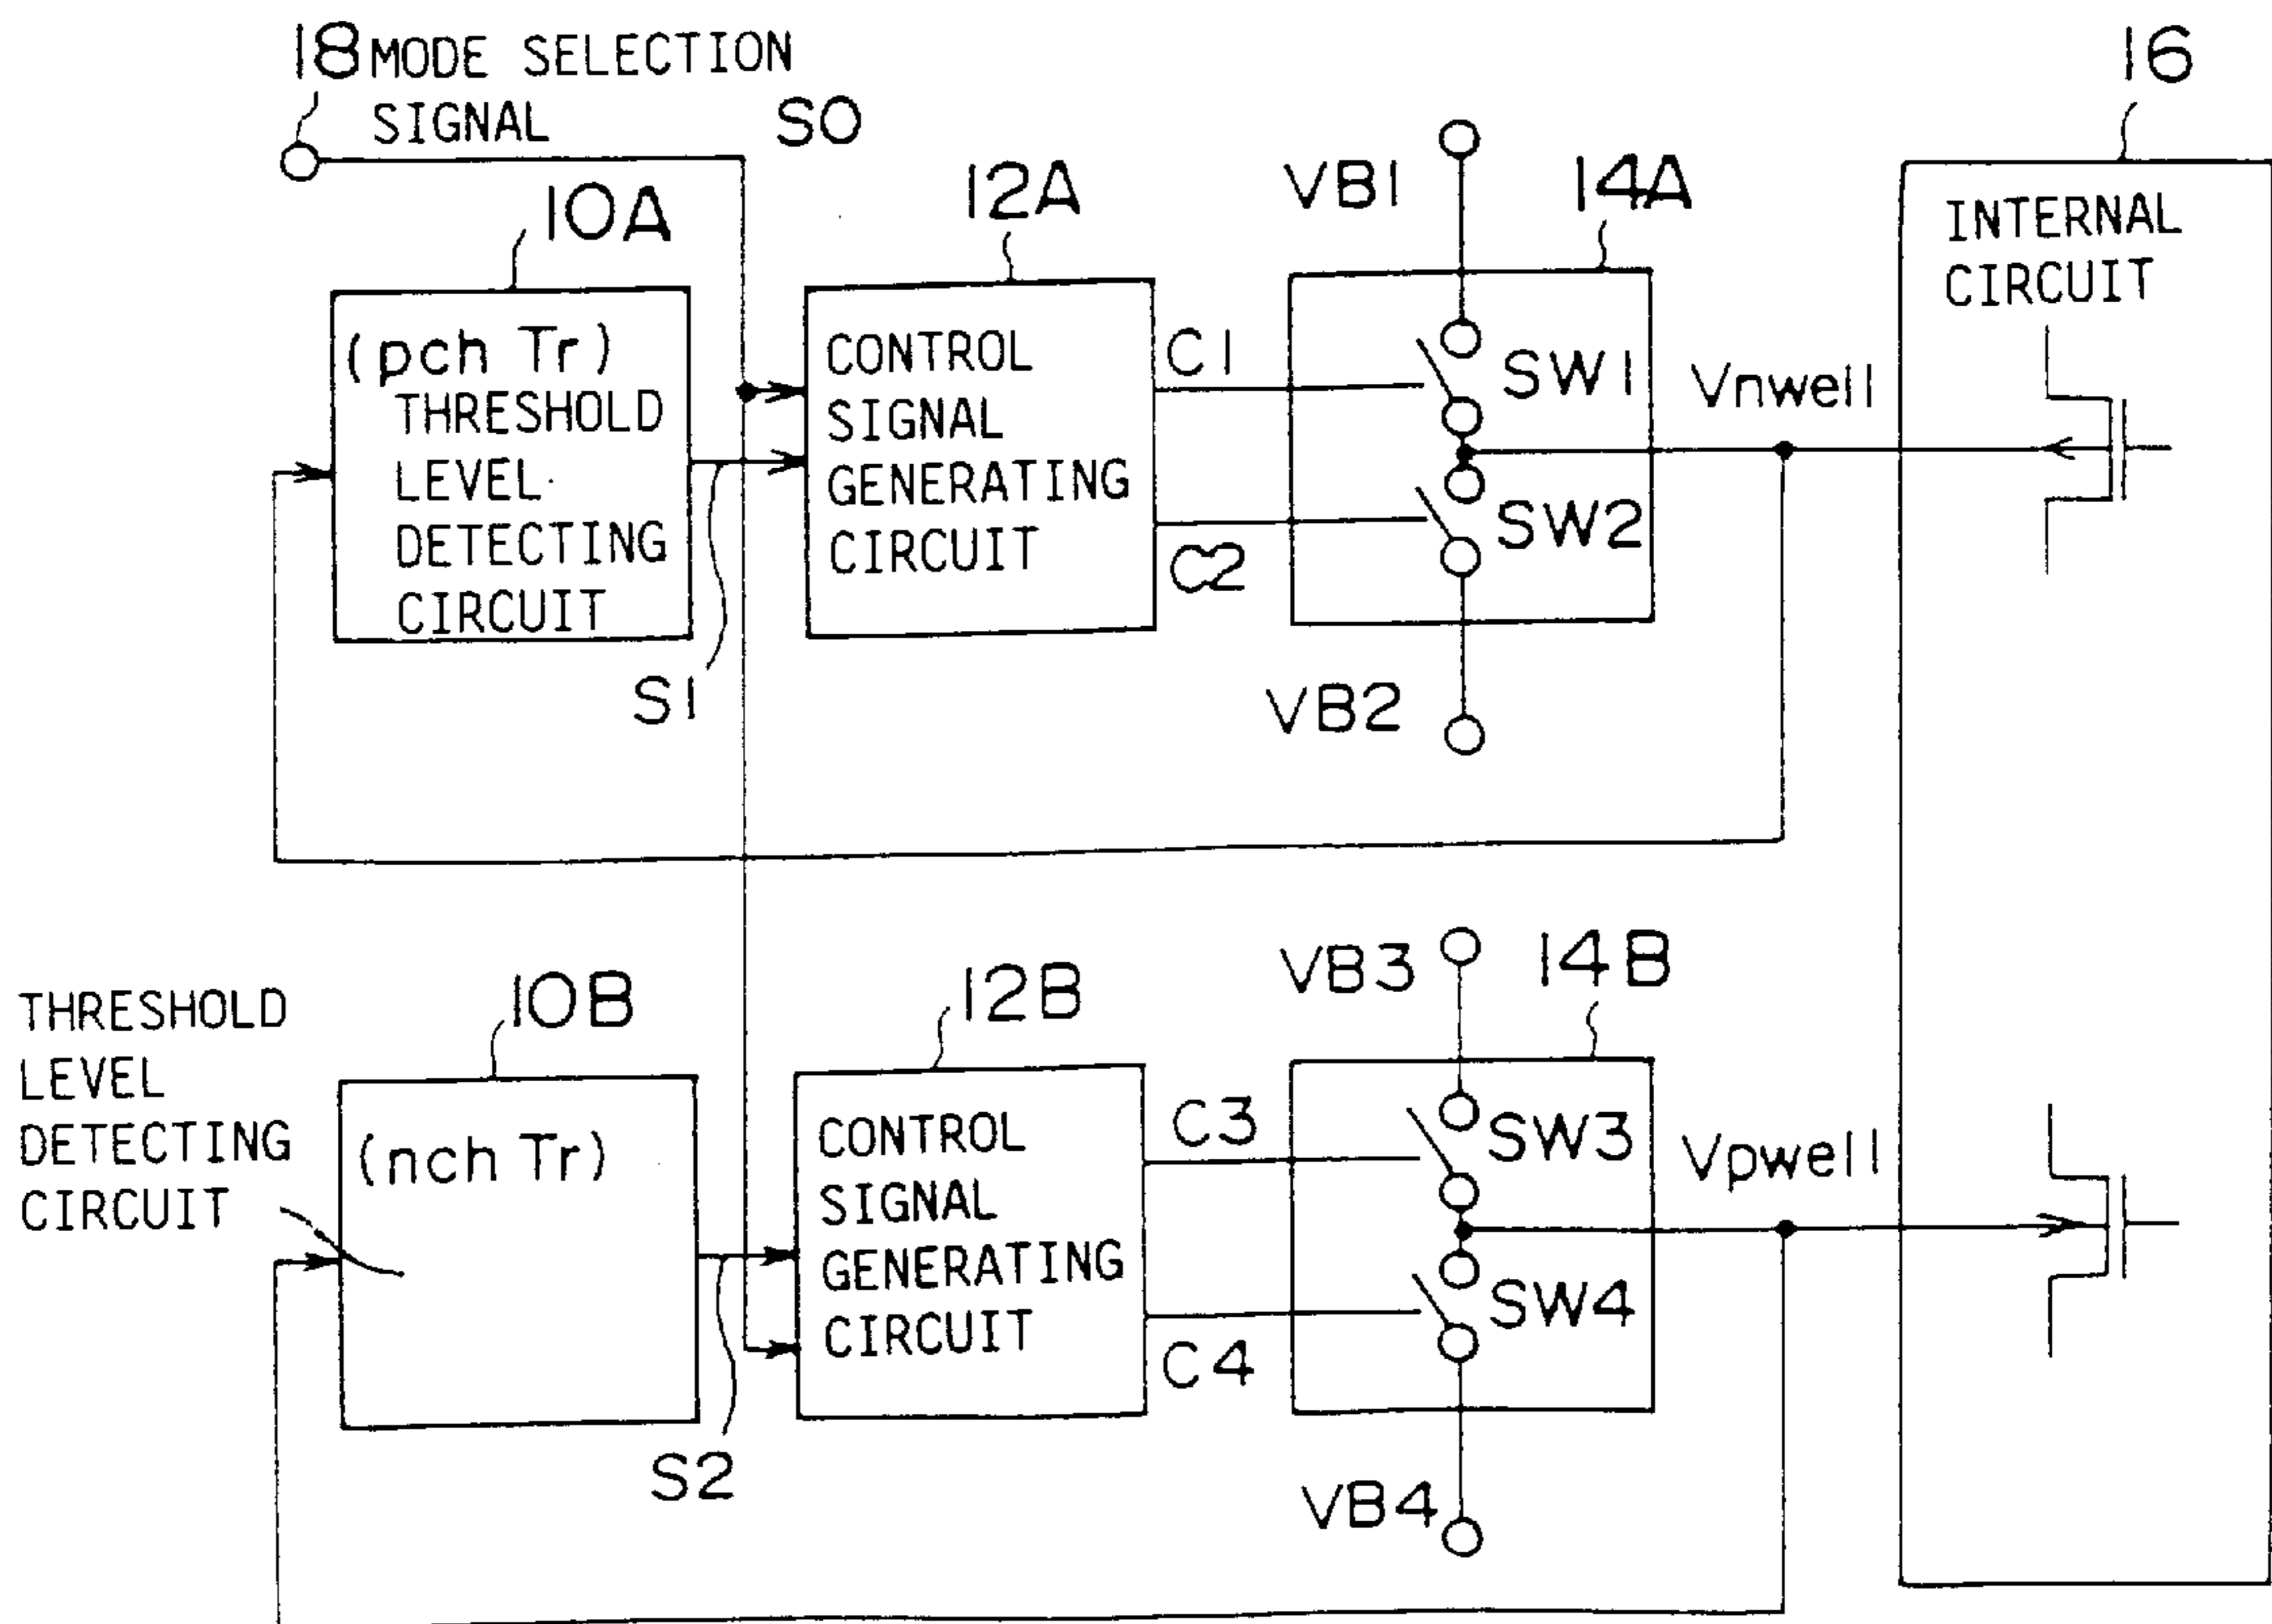 18 MODE SELECTION
SIGNAL
S0
16
10A
12A
VB1
14A
INTERNAL
CIRCUIT
(pch Tr)
THRESHOLD
LEVEL
DETECTING
CIRCUIT
CONTROL
SIGNAL
GENERATING
CIRCUIT
C1
C2
SW1
SW2
Vnwell
S1
VB2
THRESHOLD
LEVEL
DETECTING
CIRCUIT
10B
12B
VB3
14B
(nch Tr)
CONTROL
SIGNAL
GENERATING
CIRCUIT
C3
C4
SW3
SW4
Vpwell
S2
VB4